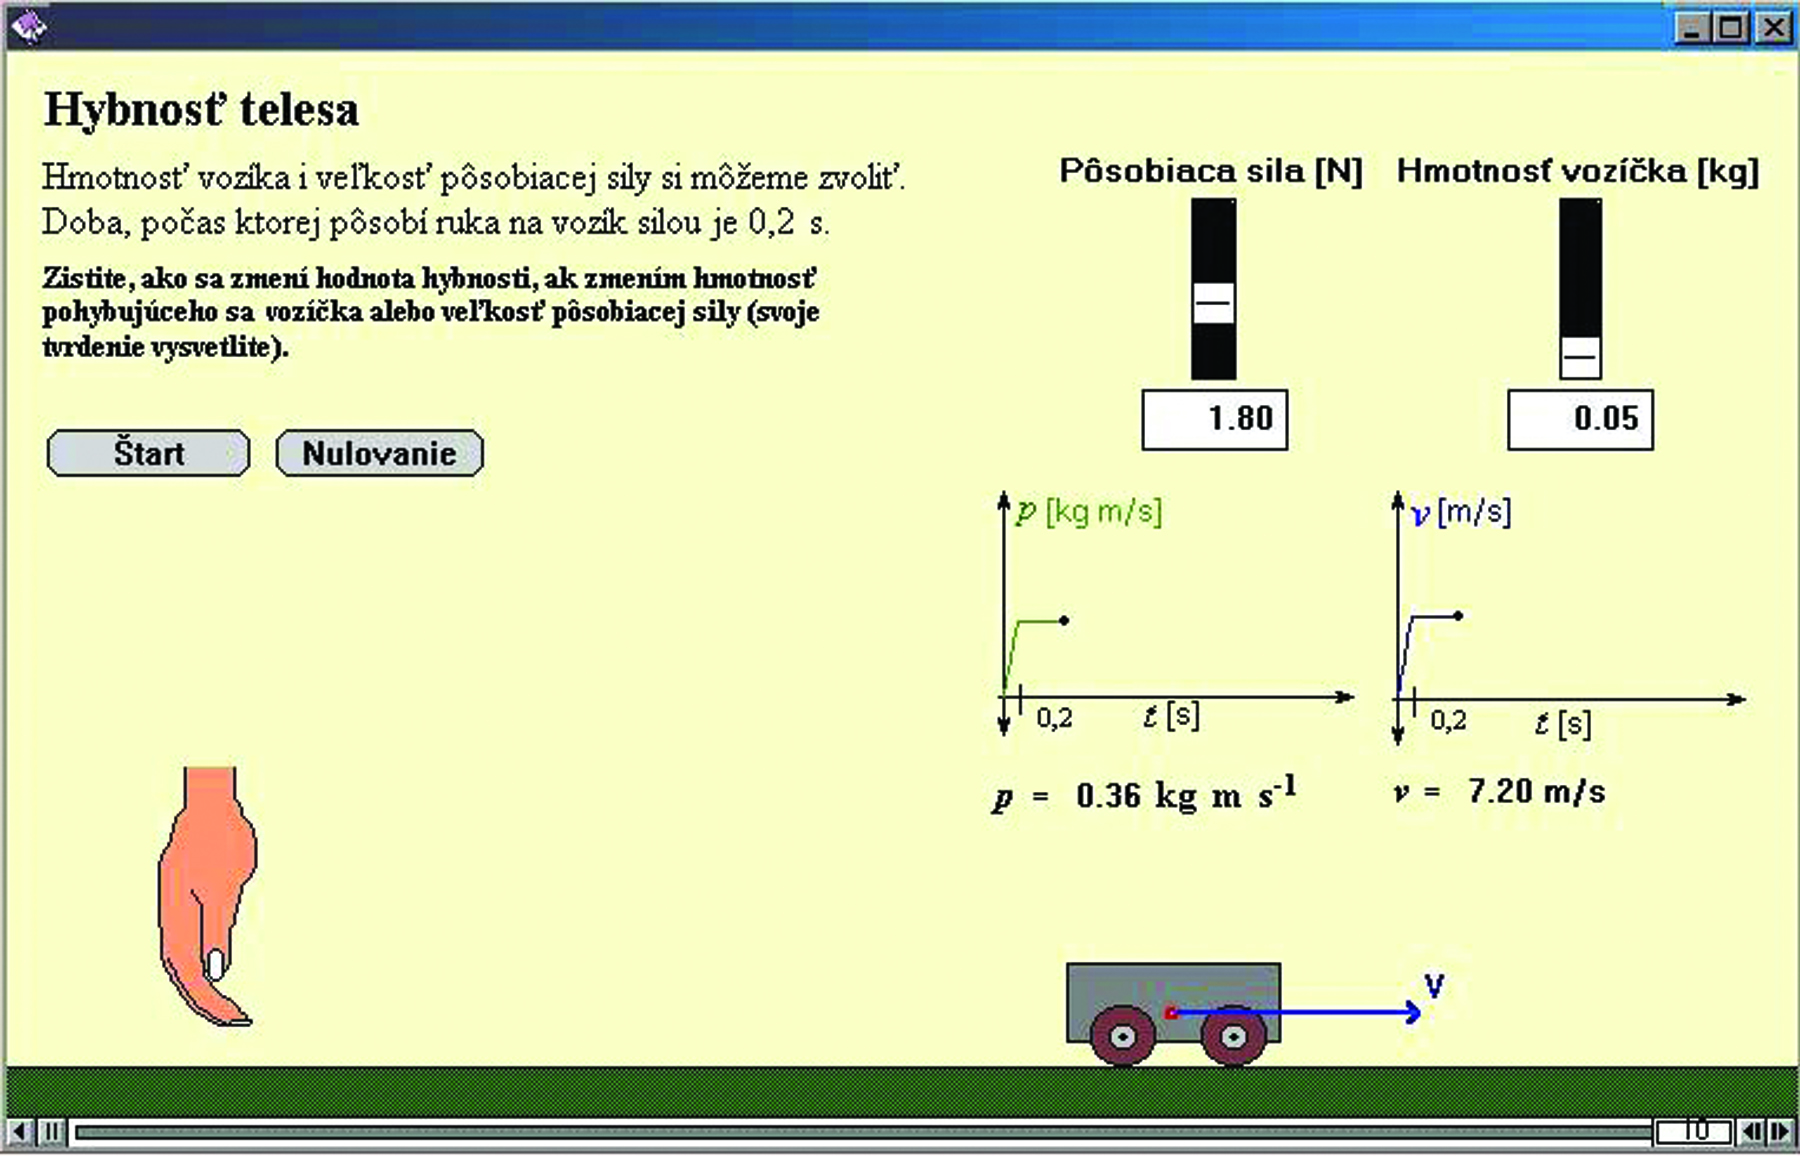 Hybnosť telesa
Hmotnosť vozíka i veľkosť pôsobiacej sily si môžeme zvoliť.
Doba, počas ktorej pôsobí ruka na vozík silou je 0,2 s.
Zistite, ako sa zmení hodnota hybnosti, ak zmením hmotnosť
pohybujúceho sa vozíčka alebo veľkosť pôsobiacej sily (svoje
tvrdenie vysvetlite).
Štart
Nulovanie
Pôsobiaca sila [N]
Hmotnosť vozíčka [kg]
1.80
0.05
p [kg m/s]
0,2
t [s]
v [m/s]
0,2
t [s]
p = 0.36 kg m s⁻¹
v = 7.20 m/s
V
10